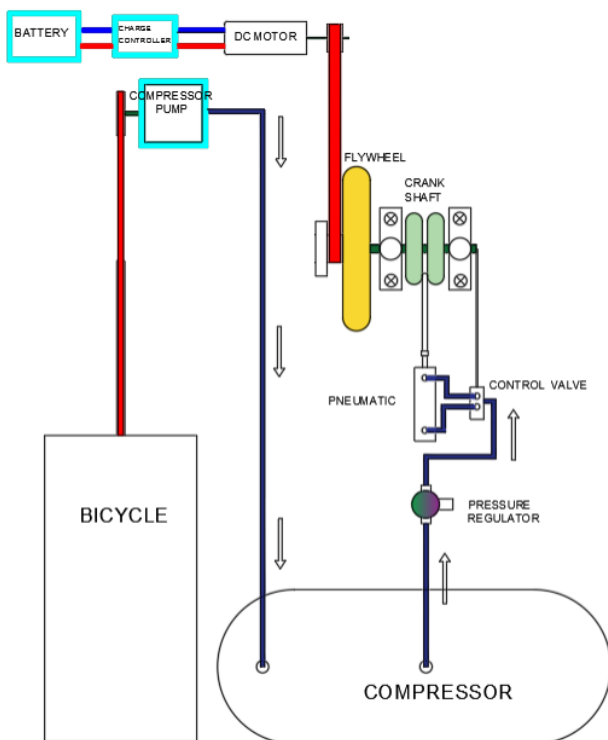 BATTERY
CHARGE
CONTROLLER
DC MOTOR
COMPRESSOR
PUMP
FLYWHEEL
CRANK
SHAFT
PNEUMATIC
CONTROL VALVE
PRESSURE
REGULATOR
BICYCLE
COMPRESSOR